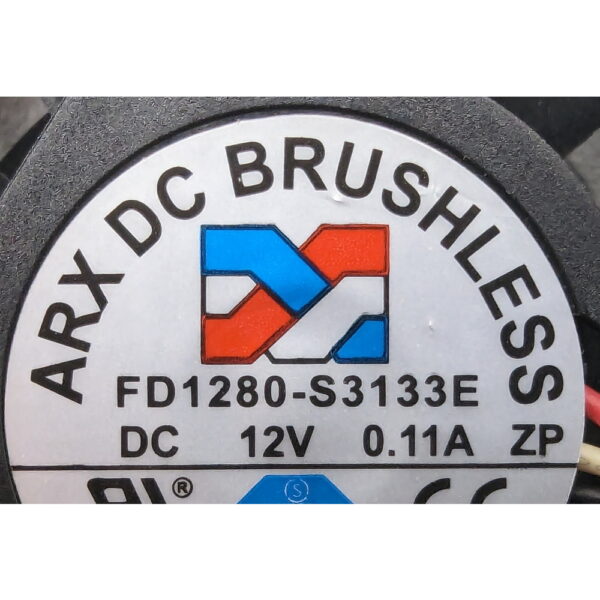 ARX DC BRUSHLESS
FD1280-S3133E
DC 12V 0.11A ZP
®
S